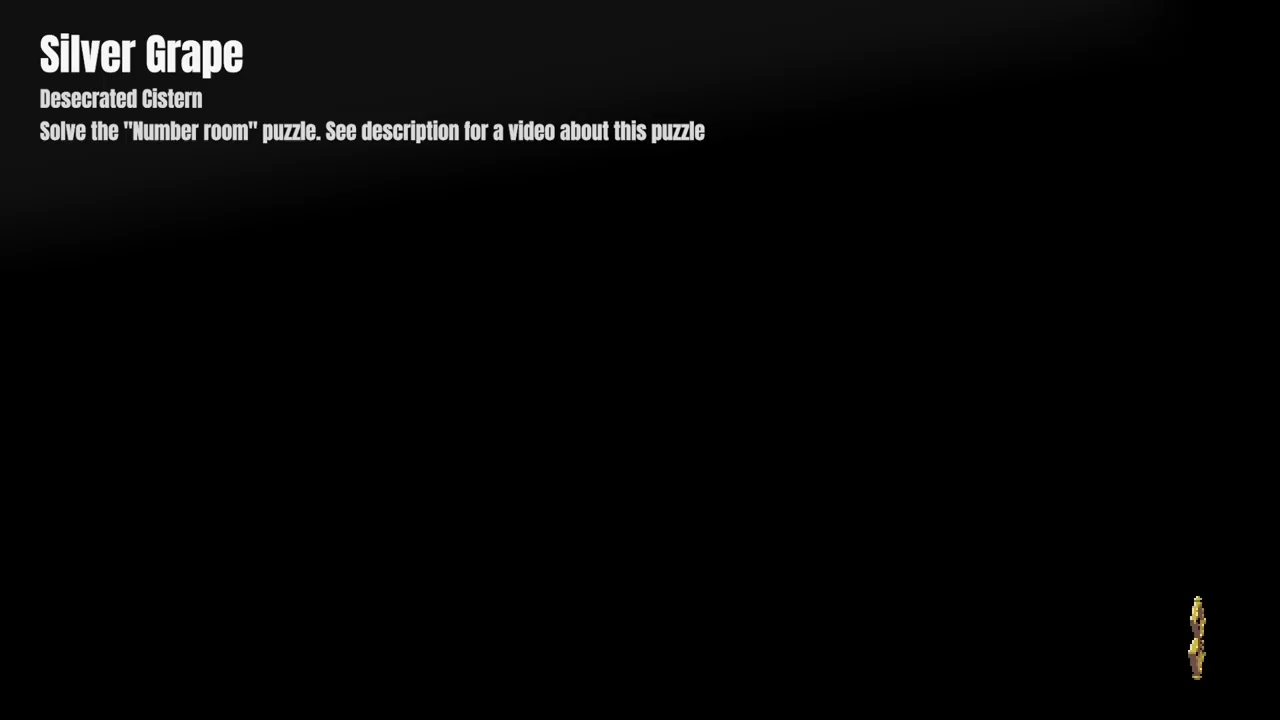 Silver Grape
Desecrated Cistern
Solve the "Number room" puzzle. See description for a video about this puzzle